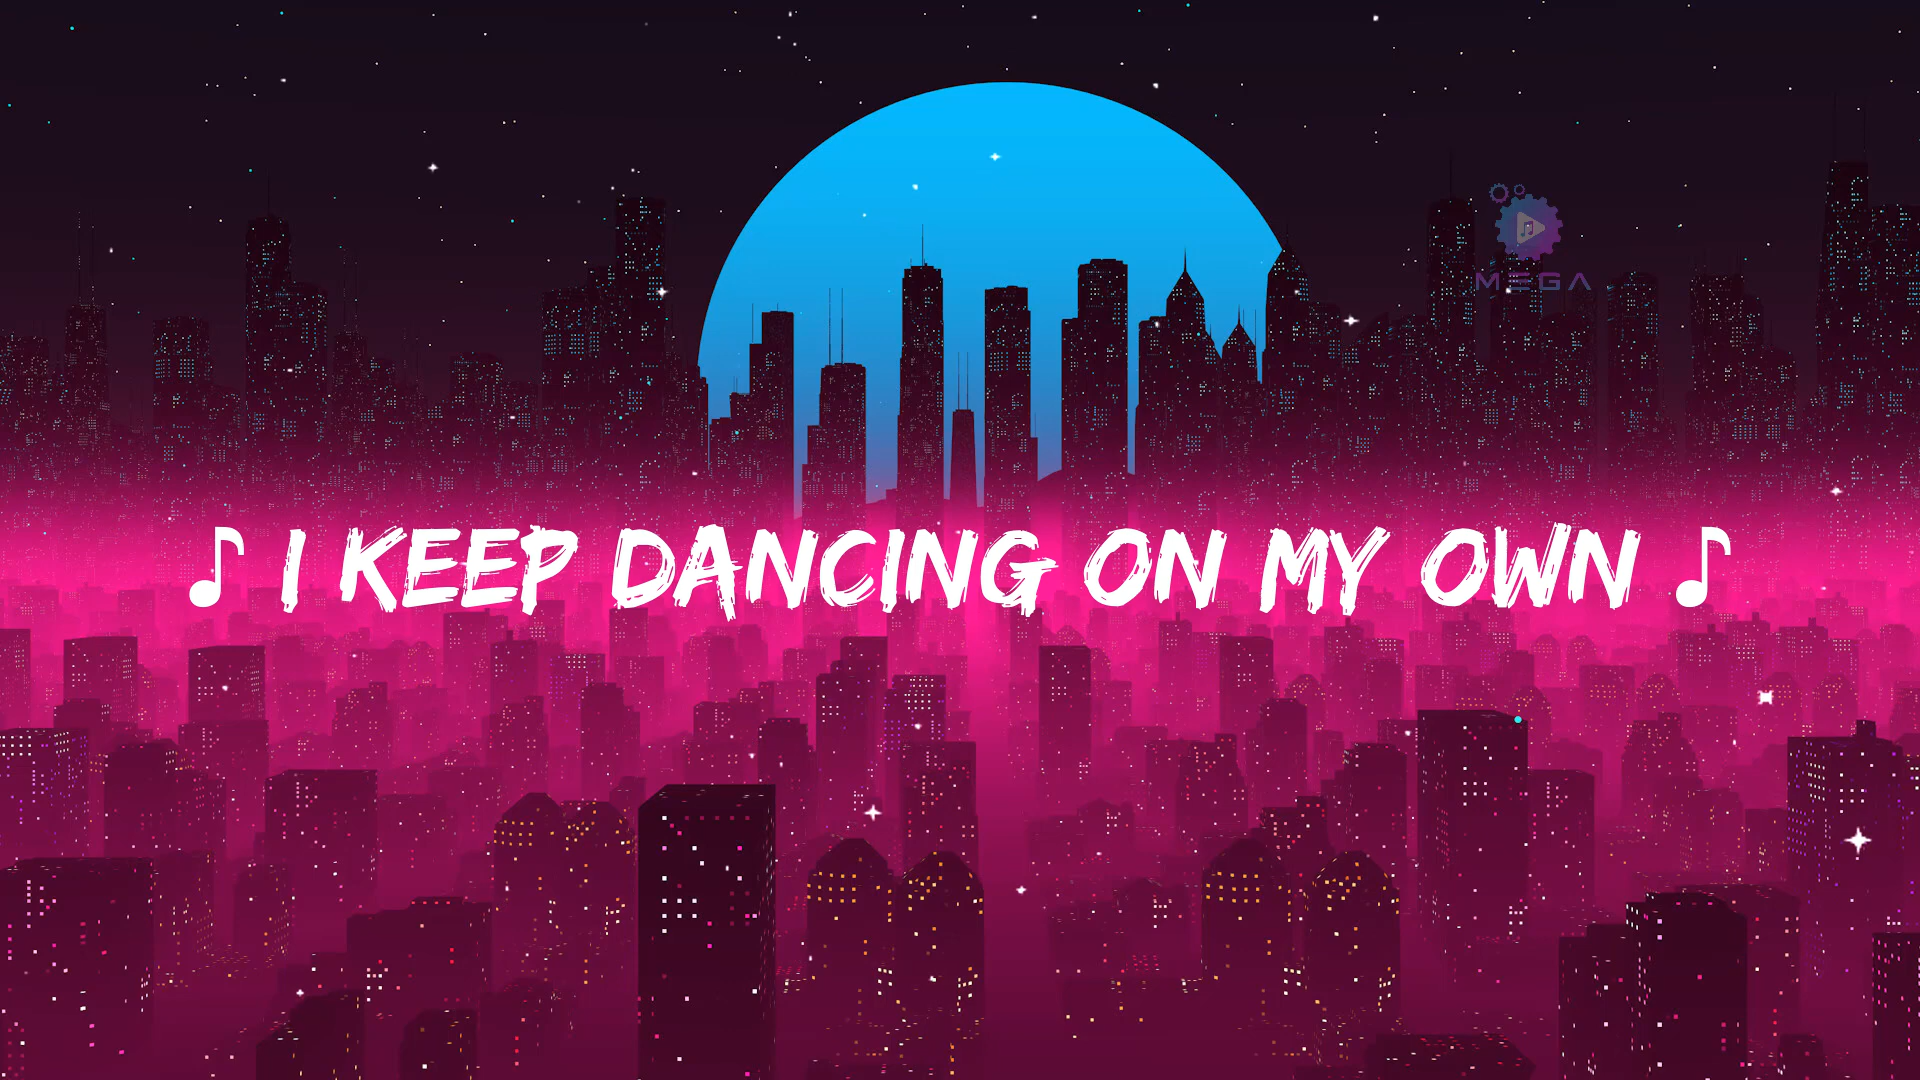 MEGA
♪ I KEEP DANCING ON MY OWN ♪